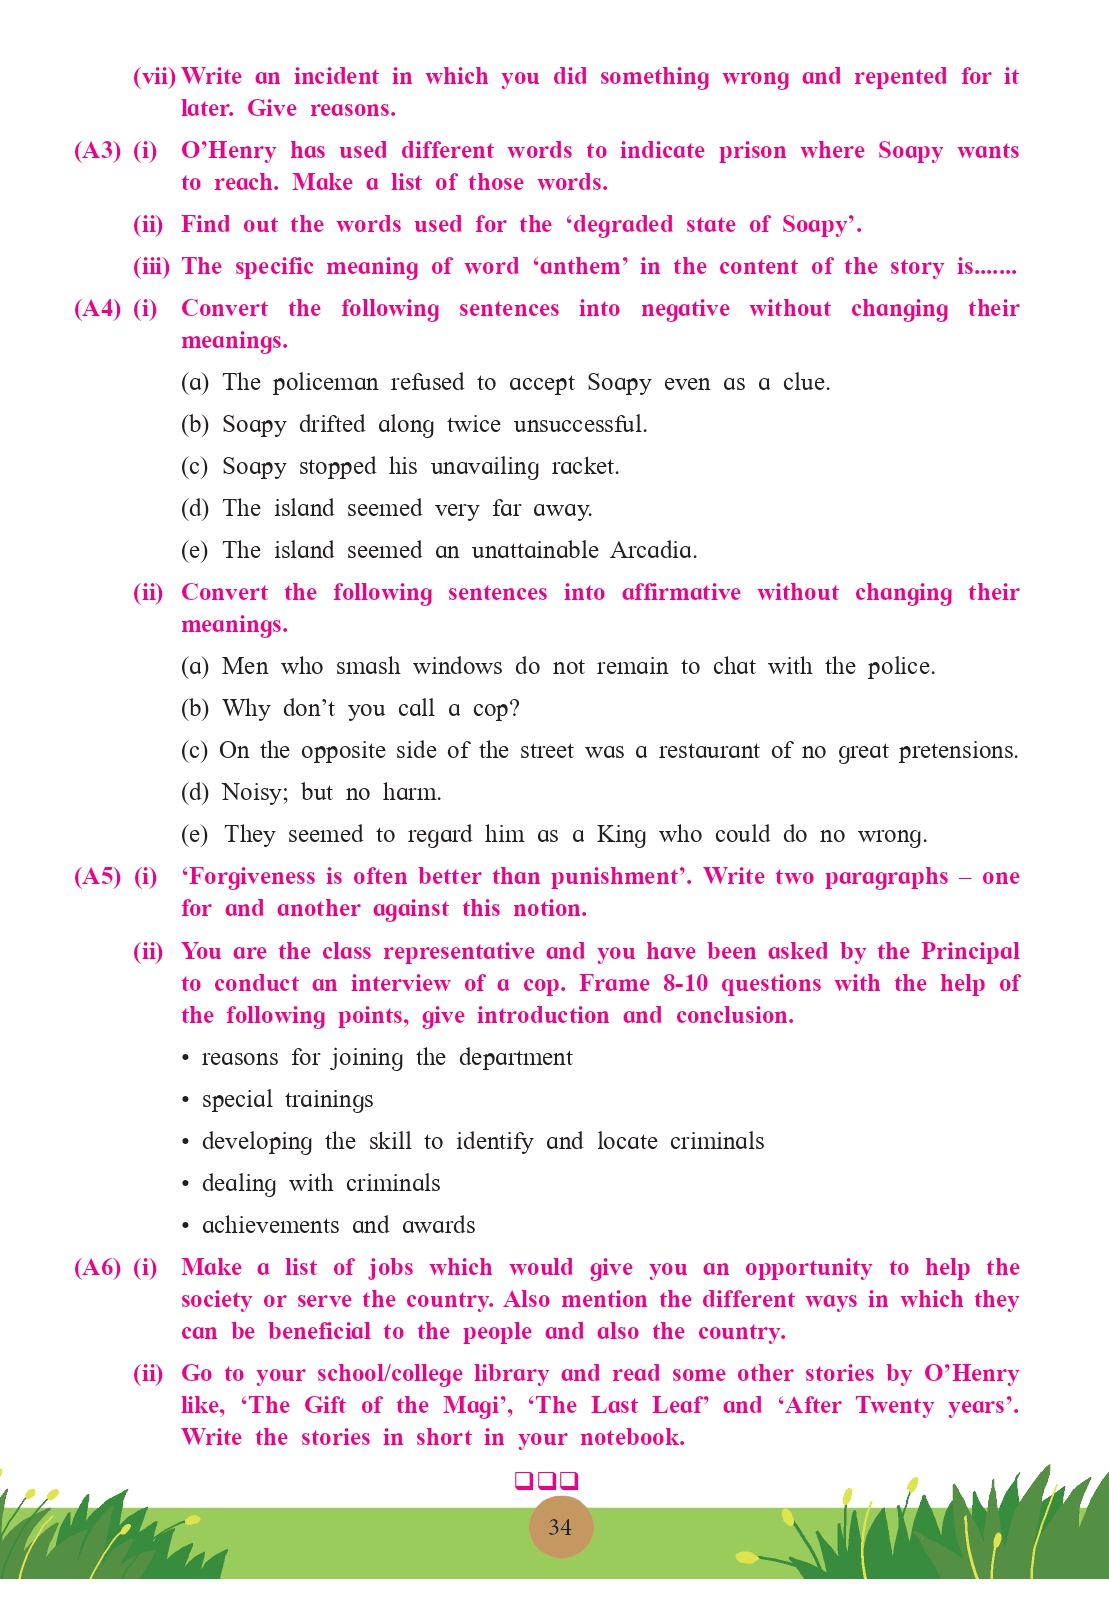 (vii) Write an incident in which you did something wrong and repented for it
later. Give reasons.
(A3) (i) O’Henry has used different words to indicate prison where Soapy wants
to reach. Make a list of those words.
(ii) Find out the words used for the ‘degraded state of Soapy’.
(iii) The specific meaning of word ‘anthem’ in the content of the story is.......
(A4) (i) Convert the following sentences into negative without changing their
meanings.
(a) The policeman refused to accept Soapy even as a clue.
(b) Soapy drifted along twice unsuccessful.
(c) Soapy stopped his unavailing racket.
(d) The island seemed very far away.
(e) The island seemed an unattainable Arcadia.
(ii) Convert the following sentences into affirmative without changing their
meanings.
(a) Men who smash windows do not remain to chat with the police.
(b) Why don’t you call a cop?
(c) On the opposite side of the street was a restaurant of no great pretensions.
(d) Noisy; but no harm.
(e) They seemed to regard him as a King who could do no wrong.
(A5) (i) ‘Forgiveness is often better than punishment’. Write two paragraphs – one
for and another against this notion.
(ii) You are the class representative and you have been asked by the Principal
to conduct an interview of a cop. Frame 8-10 questions with the help of
the following points, give introduction and conclusion.
• reasons for joining the department
• special trainings
• developing the skill to identify and locate criminals
• dealing with criminals
• achievements and awards
(A6) (i) Make a list of jobs which would give you an opportunity to help the
society or serve the country. Also mention the different ways in which they
can be beneficial to the people and also the country.
(ii) Go to your school/college library and read some other stories by O’Henry
like, ‘The Gift of the Magi’, ‘The Last Leaf’ and ‘After Twenty years’.
Write the stories in short in your notebook.
❑❑❑
34